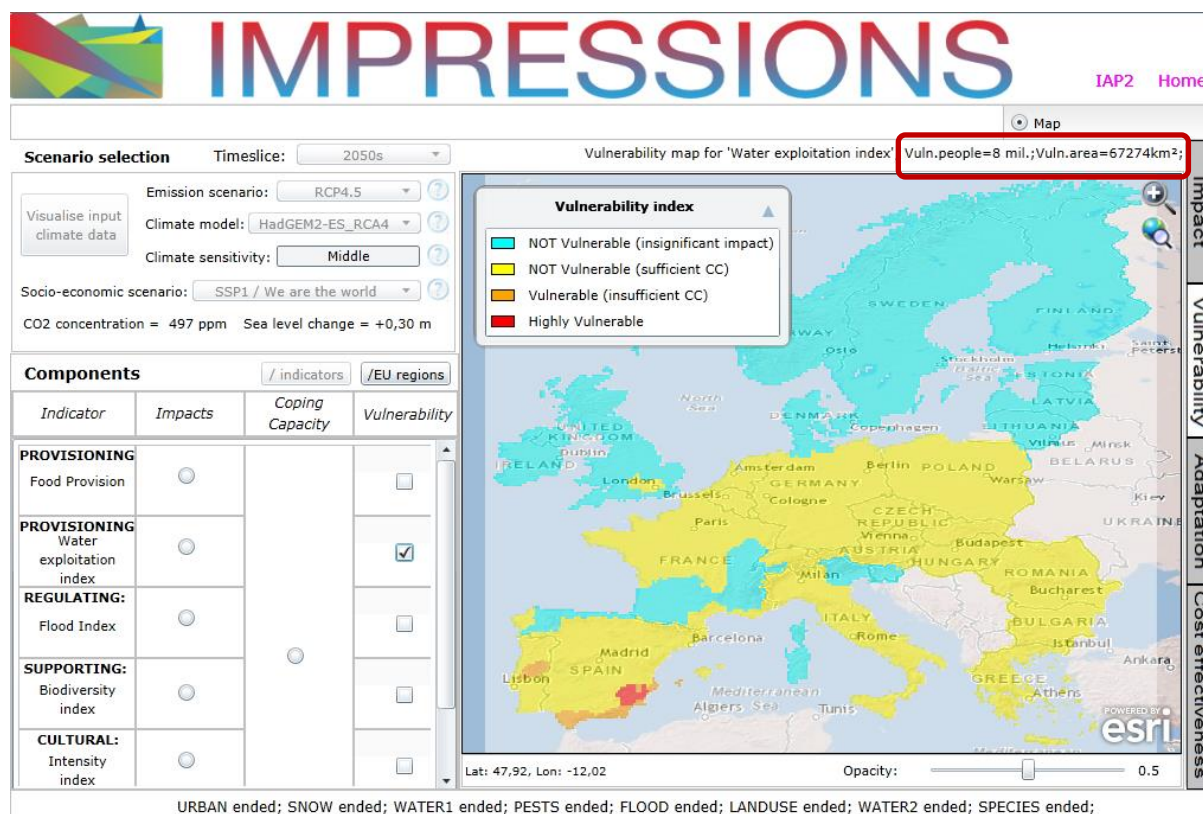 IMPRESSIONS
IAP2 Home
Map
Scenario selection Timeslice: 2050s
Vulnerability map for 'Water exploitation index' Vuln.people=8 mil.;Vuln.area=67274km²;
Visualise input
climate data
Emission scenario: RCP4.5 ?
Climate model: HadGEM2-ES_RCA4 ?
Climate sensitivity: Middle ?
Socio-economic scenario: SSP1 / We are the world ?
CO2 concentration = 497 ppm Sea level change = +0,30 m
Components / indicators /EU regions
Indicator Impacts Coping
Capacity Vulnerability
PROVISIONING
Food Provision
PROVISIONING
Water
exploitation
index
REGULATING:
Flood Index
SUPPORTING:
Biodiversity
index
CULTURAL:
Intensity
index
Vulnerability index
NOT Vulnerable (insignificant impact)
NOT Vulnerable (sufficient CC)
Vulnerable (insufficient CC)
Highly Vulnerable
SWEDEN
FINLAND
WAY
Oslo
Helsinki
Saint
Peterst
Stockholm
Baltic
Sea
ESTONIA
North
Sea
LATVIA
DENMARK
Copenhagen
LITHUANIA
UNITED
KINGDOM
Vilnius
Minsk
Dublin
IRELAND
BELARUS
Amsterdam
Berlin
POLAND
London
GERMANY
Warsaw
Brussels
Cologne
Kiev
CZECH
REPUBLIC
Paris
UKRAINE
Vienna
Budapest
AUSTRIA
FRANCE
HUNGARY
Milan
ROMANIA
Bucharest
ITALY
BULGARIA
Barcelona
Rome
Istanbul
Madrid
Ankara
SPAIN
Lisbon
GREECE
Mediterranean
Sea
Athens
Algiers
Tunis
POWERED BY
esri
Impact
Vulnerability
Adaptation
Cost effectiveness
Lat: 47,92, Lon: -12,02 Opacity: 0.5
URBAN ended; SNOW ended; WATER1 ended; PESTS ended; FLOOD ended; LANDUSE ended; WATER2 ended; SPECIES ended;